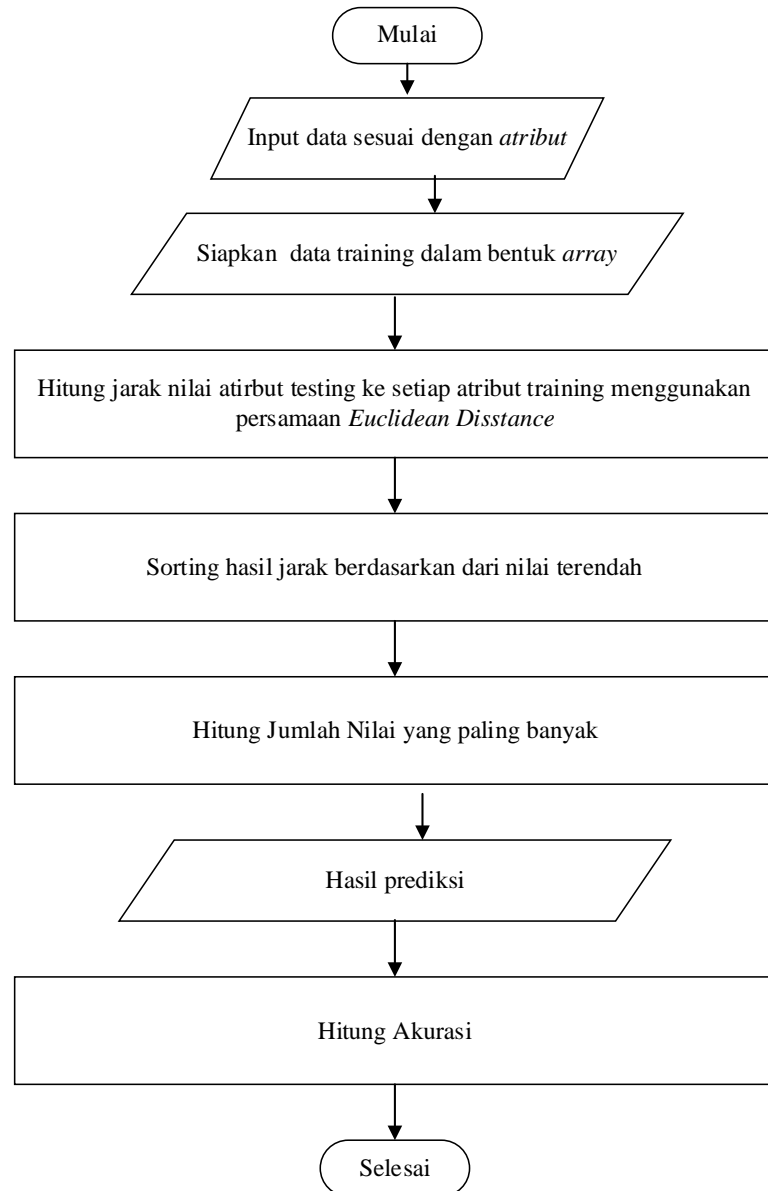 Mulai
Input data sesuai dengan atribut
Siapkan data training dalam bentuk array
Hitung jarak nilai atirbut testing ke setiap atribut training menggunakan
persamaan Euclidean Disstance
Sorting hasil jarak berdasarkan dari nilai terendah
Hitung Jumlah Nilai yang paling banyak
Hasil prediksi
Hitung Akurasi
Selesai